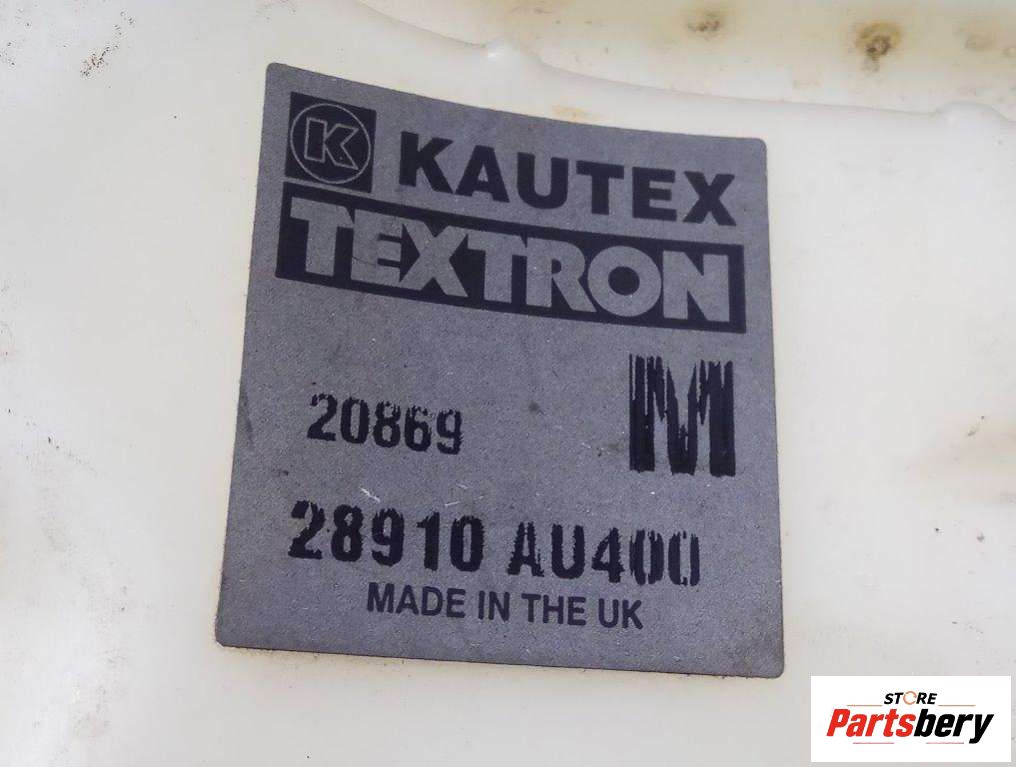 K KAUTEX
TEXTRON
M
20869
28910 AU400
MADE IN THE UK
STORE
Partsbery